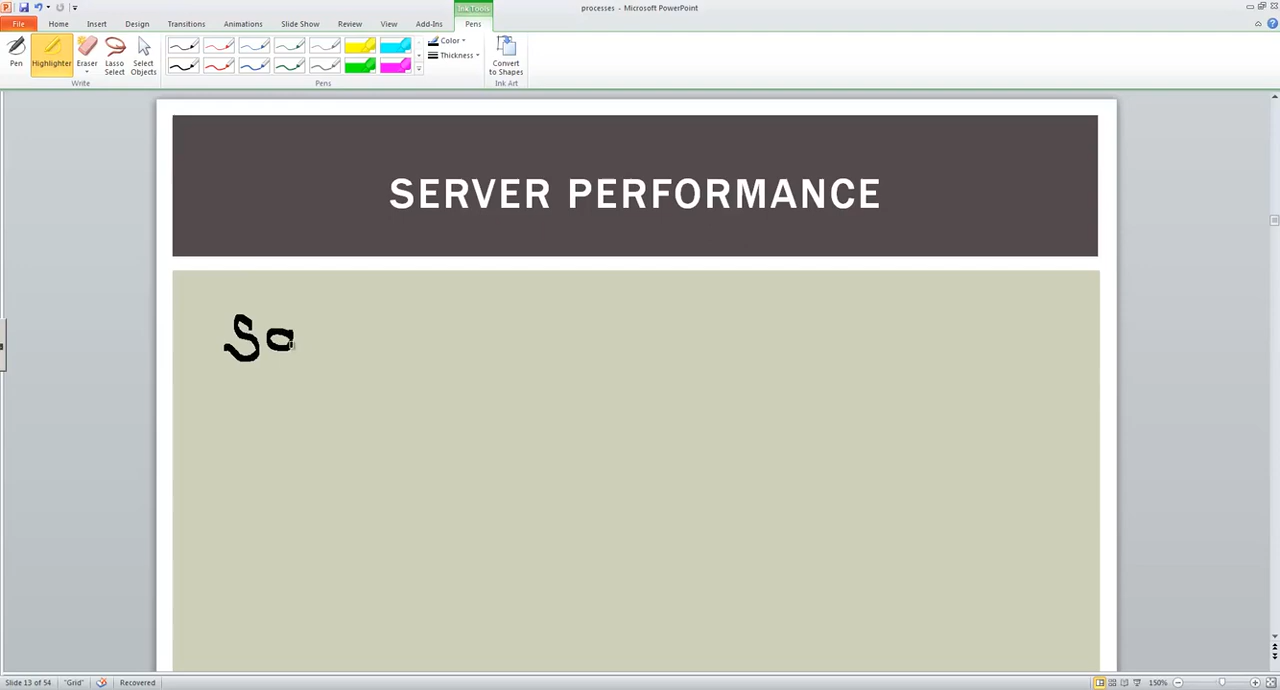 processes - Microsoft PowerPoint
Ink Tools
File Home Insert Design Transitions Animations Slide Show Review View Add-Ins Pens
Pen Highlighter Eraser Lasso Select Select Objects Color Thickness Convert to Shapes
Write Pens Ink Art
SERVER PERFORMANCE
So
Slide 13 of 54 "Grid" Recovered 150%